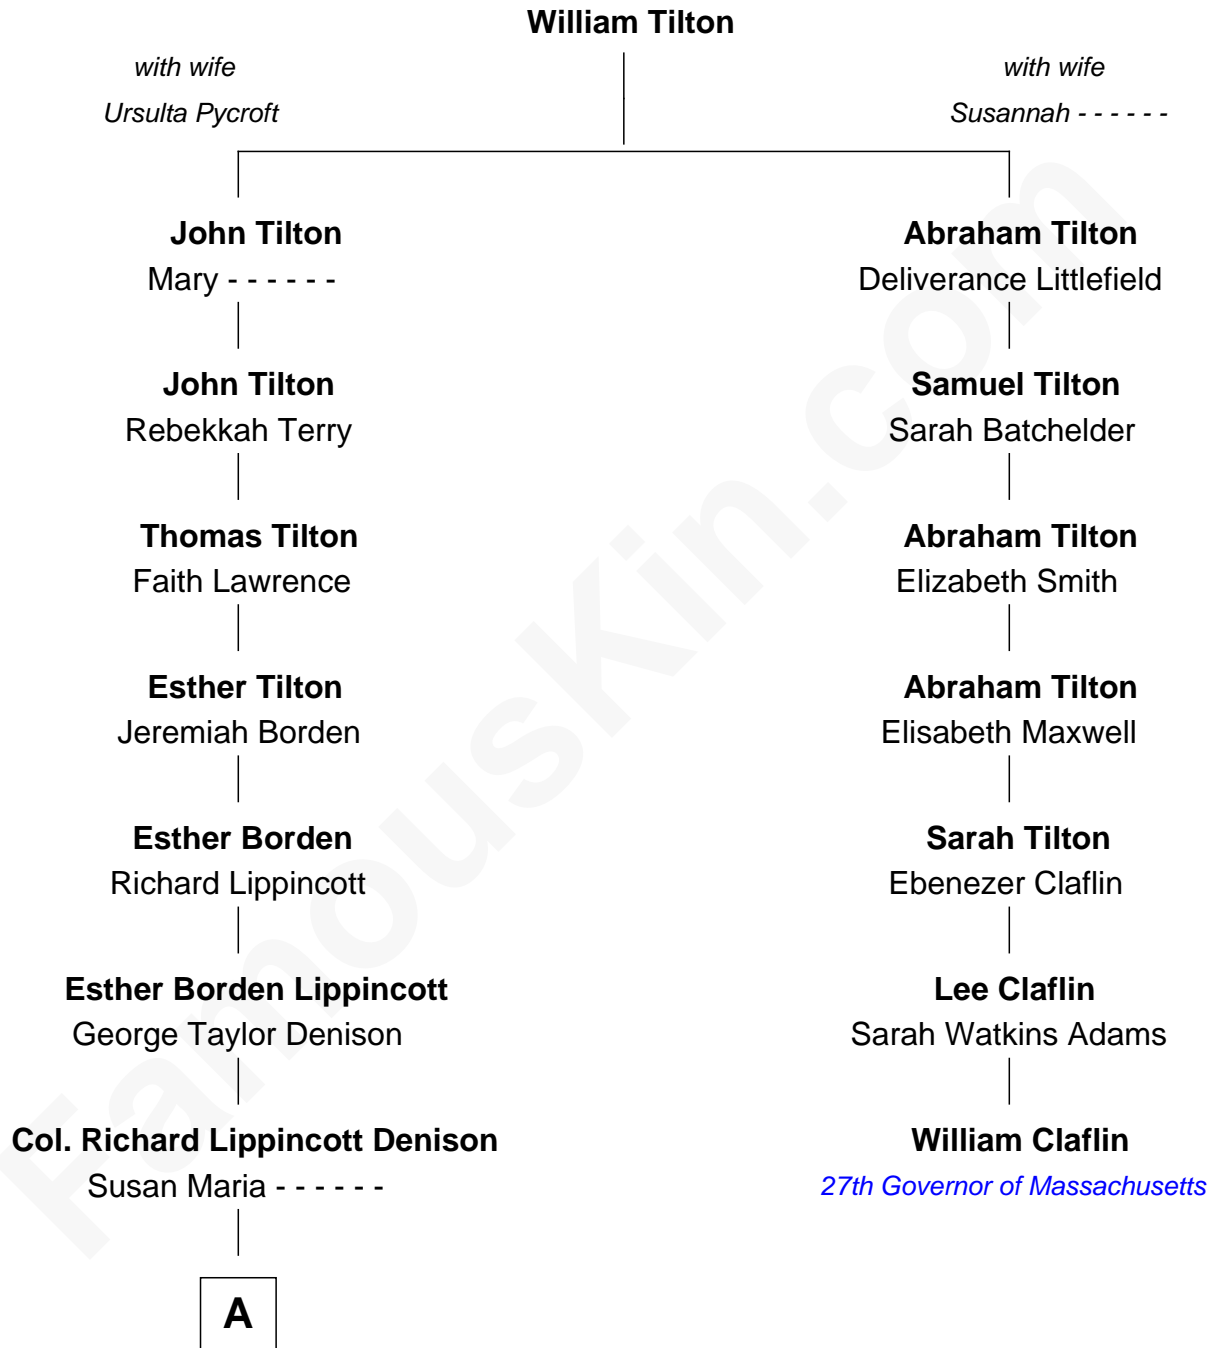 William Tilton
with wife
Ursulta Pycroft
with wife
Susannah - - - - - -
John Tilton
Mary - - - - - -
Abraham Tilton
Deliverance Littlefield
John Tilton
Rebekkah Terry
Samuel Tilton
Sarah Batchelder
Thomas Tilton
Faith Lawrence
Abraham Tilton
Elizabeth Smith
Esther Tilton
Jeremiah Borden
Abraham Tilton
Elisabeth Maxwell
Esther Borden
Richard Lippincott
Sarah Tilton
Ebenezer Claflin
Esther Borden Lippincott
George Taylor Denison
Lee Claflin
Sarah Watkins Adams
Col. Richard Lippincott Denison
Susan Maria - - - - - -
William Claflin
27th Governor of Massachusetts
A
FamousKin.com